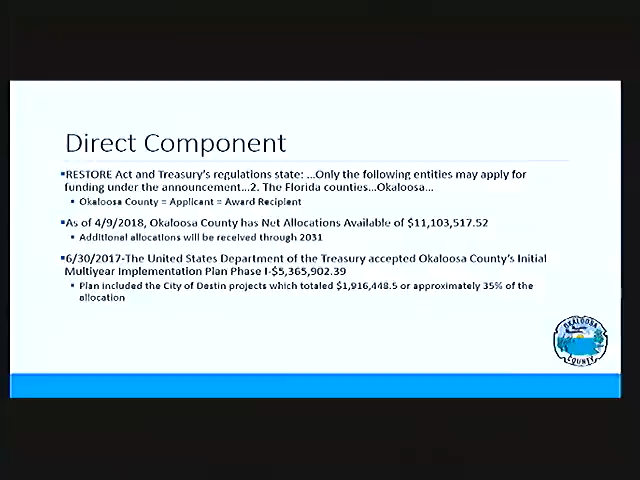 Direct Component
▪RESTORE Act and Treasury's regulations state: ...Only the following entities may apply for
funding under the announcement...2. The Florida counties...Okaloosa...
▪ Okaloosa County = Applicant = Award Recipient
▪As of 4/9/2018, Okaloosa County has Net Allocations Available of $11,103,517.52
▪ Additional allocations will be received through 2031
▪6/30/2017-The United States Department of the Treasury accepted Okaloosa County's Initial
Multiyear Implementation Plan Phase I-$5,365,902.39
▪ Plan included the City of Destin projects which totaled $1,916,448.5 or approximately 35% of the
allocation
OKALOOSA
COUNTY